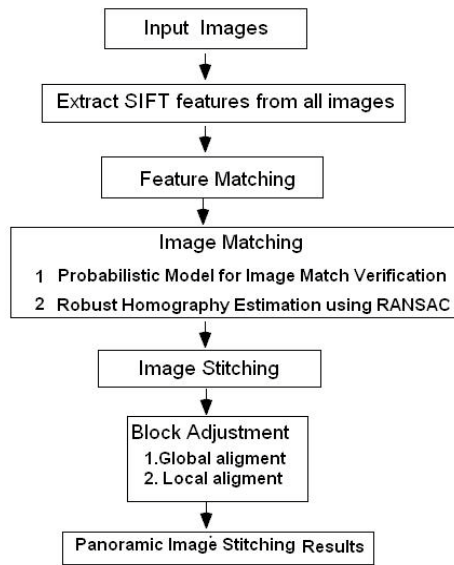 Input Images
Extract SIFT features from all images
Feature Matching
Image Matching
1 Probabilistic Model for Image Match Verification
2 Robust Homography Estimation using RANSAC
Image Stitching
Block Adjustment
1.Global aligment
2. Local aligment
Panoramic Image Stitching Results